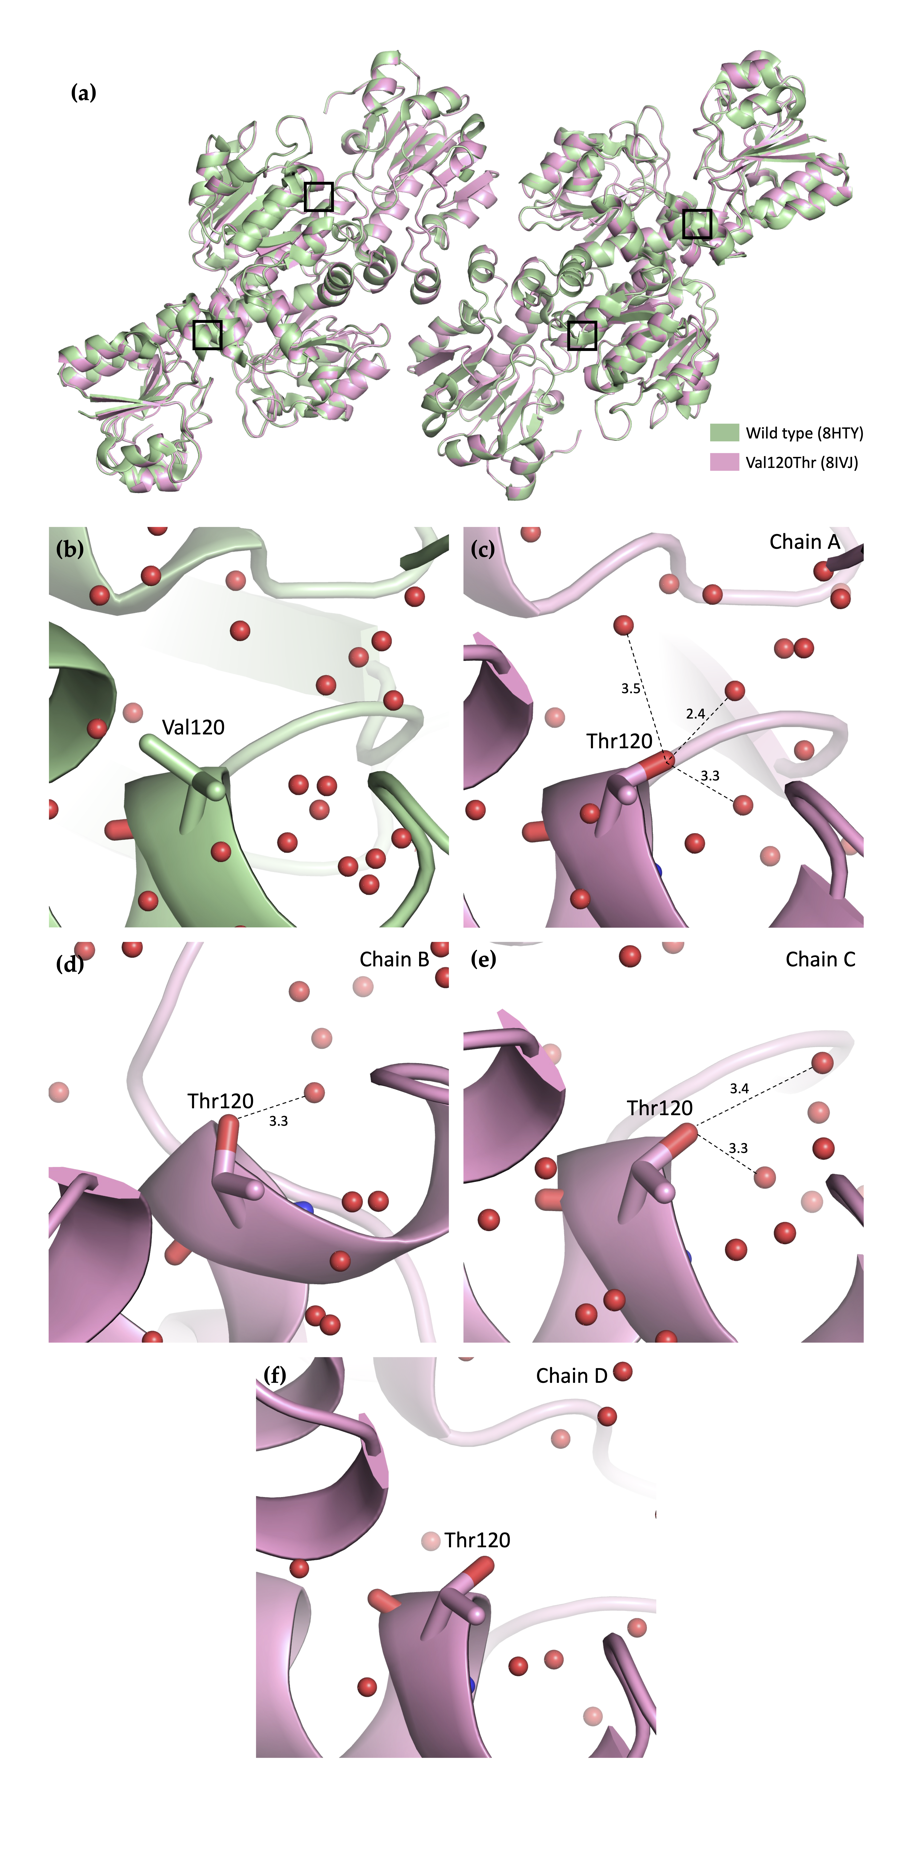 (a)
Wild type (8HTY)
Val120Thr (8IVJ)
(b)
Val120
(c)
Chain A
3.5
2.4
Thr120
3.3
(d)
Chain B
Thr120
3.3
(e)
Chain C
3.4
Thr120
3.3
(f)
Chain D
Thr120